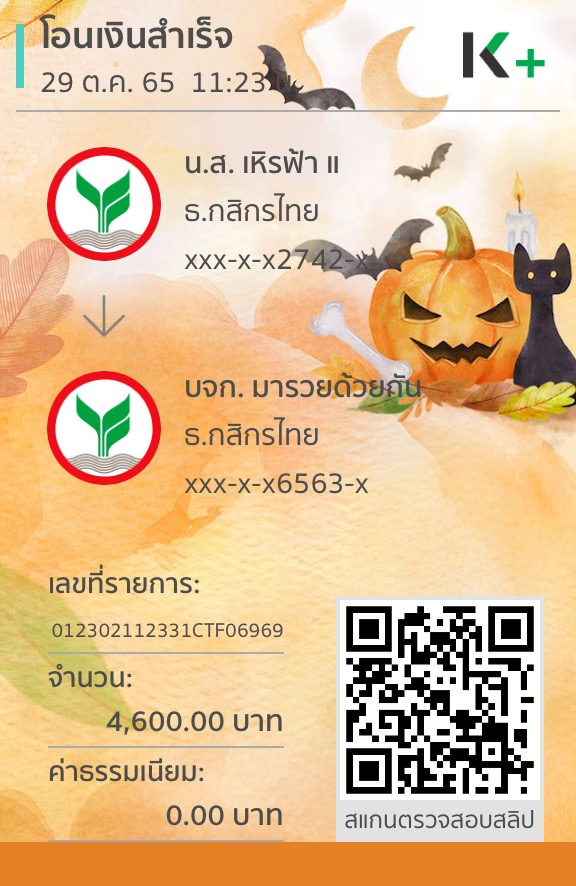 โอนเงินสำเร็จ
29 ต.ค. 65 11:23 น.
K+
น.ส. เหิรฟ้า แ
ธ.กสิกรไทย
xxx-x-x2742-x
บจก. มารวยด้วยกัน
ธ.กสิกรไทย
xxx-x-x6563-x
เลขที่รายการ:
012302112331CTF06969
จำนวน:
4,600.00 บาท
ค่าธรรมเนียม:
0.00 บาท
สแกนตรวจสอบสลิป